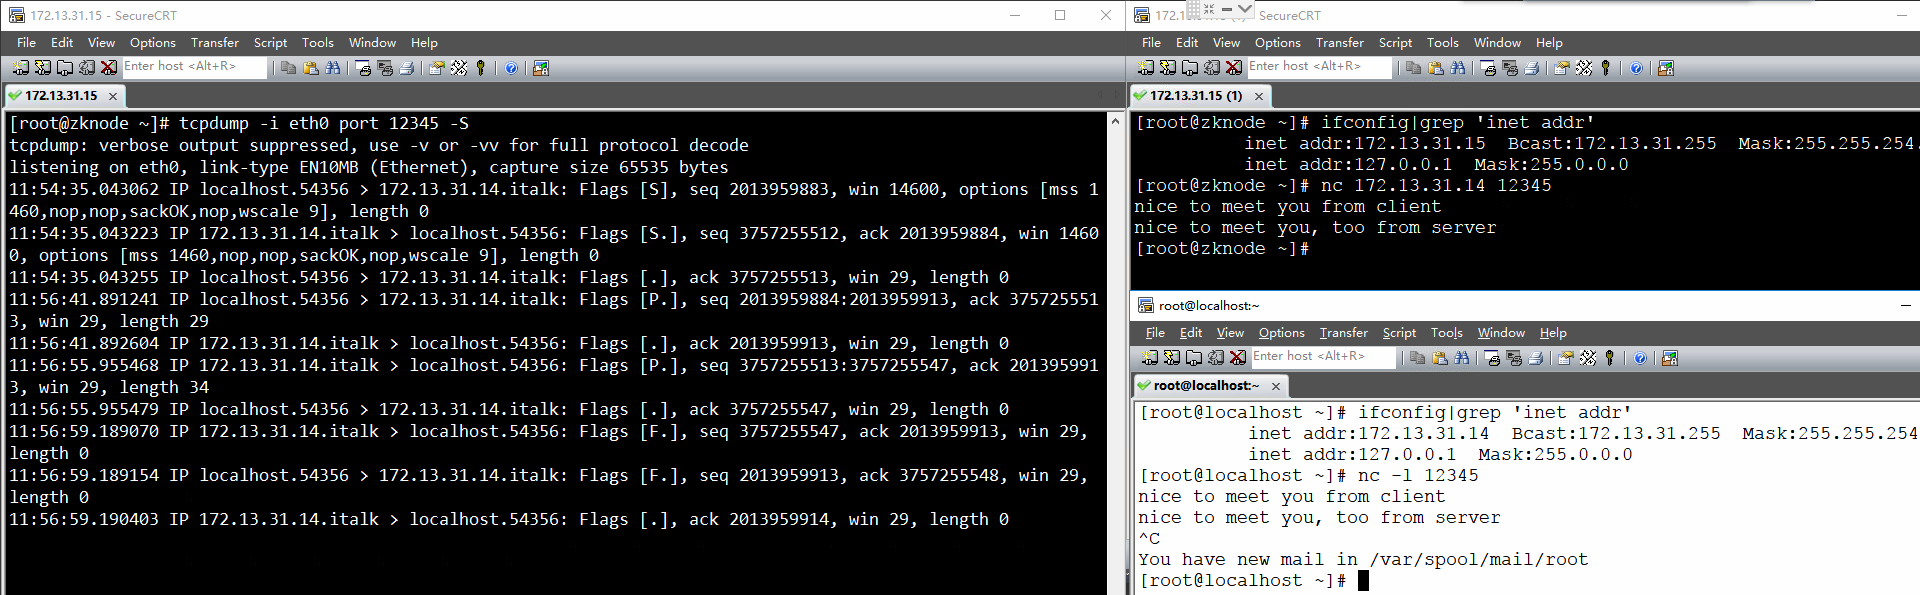 172.13.31.15 - SecureCRT
File Edit View Options Transfer Script Tools Window Help
Enter host <Alt+R>
172.13.31.15
[root@zknode ~]# tcpdump -i eth0 port 12345 -S
tcpdump: verbose output suppressed, use -v or -vv for full protocol decode
listening on eth0, link-type EN10MB (Ethernet), capture size 65535 bytes
11:54:35.043062 IP localhost.54356 > 172.13.31.14.italk: Flags [S], seq 2013959883, win 14600, options [mss 1
460,nop,nop,sackOK,nop,wscale 9], length 0
11:54:35.043223 IP 172.13.31.14.italk > localhost.54356: Flags [S.], seq 3757255512, ack 2013959884, win 1460
0, options [mss 1460,nop,nop,sackOK,nop,wscale 9], length 0
11:54:35.043255 IP localhost.54356 > 172.13.31.14.italk: Flags [.], ack 3757255513, win 29, length 0
11:56:41.891241 IP localhost.54356 > 172.13.31.14.italk: Flags [P.], seq 2013959884:2013959913, ack 375725551
3, win 29, length 29
11:56:41.892604 IP 172.13.31.14.italk > localhost.54356: Flags [.], ack 2013959913, win 29, length 0
11:56:55.955468 IP 172.13.31.14.italk > localhost.54356: Flags [P.], seq 3757255513:3757255547, ack 201395991
3, win 29, length 34
11:56:55.955479 IP localhost.54356 > 172.13.31.14.italk: Flags [.], ack 3757255547, win 29, length 0
11:56:59.189070 IP 172.13.31.14.italk > localhost.54356: Flags [F.], seq 3757255547, ack 2013959913, win 29,
length 0
11:56:59.189154 IP localhost.54356 > 172.13.31.14.italk: Flags [F.], seq 2013959913, ack 3757255548, win 29,
length 0
11:56:59.190403 IP 172.13.31.14.italk > localhost.54356: Flags [.], ack 2013959914, win 29, length 0
SecureCRT
File Edit View Options Transfer Script Tools Window Help
Enter host <Alt+R>
172.13.31.15 (1)
[root@zknode ~]# ifconfig|grep 'inet addr'
inet addr:172.13.31.15 Bcast:172.13.31.255 Mask:255.255.254.
inet addr:127.0.0.1 Mask:255.0.0.0
[root@zknode ~]# nc 172.13.31.14 12345
nice to meet you from client
nice to meet you, too from server
[root@zknode ~]#
root@localhost:~
File Edit View Options Transfer Script Tools Window Help
Enter host <Alt+R>
root@localhost:~
[root@localhost ~]# ifconfig|grep 'inet addr'
inet addr:172.13.31.14 Bcast:172.13.31.255 Mask:255.255.254
inet addr:127.0.0.1 Mask:255.0.0.0
[root@localhost ~]# nc -l 12345
nice to meet you from client
nice to meet you, too from server
^C
You have new mail in /var/spool/mail/root
[root@localhost ~]#